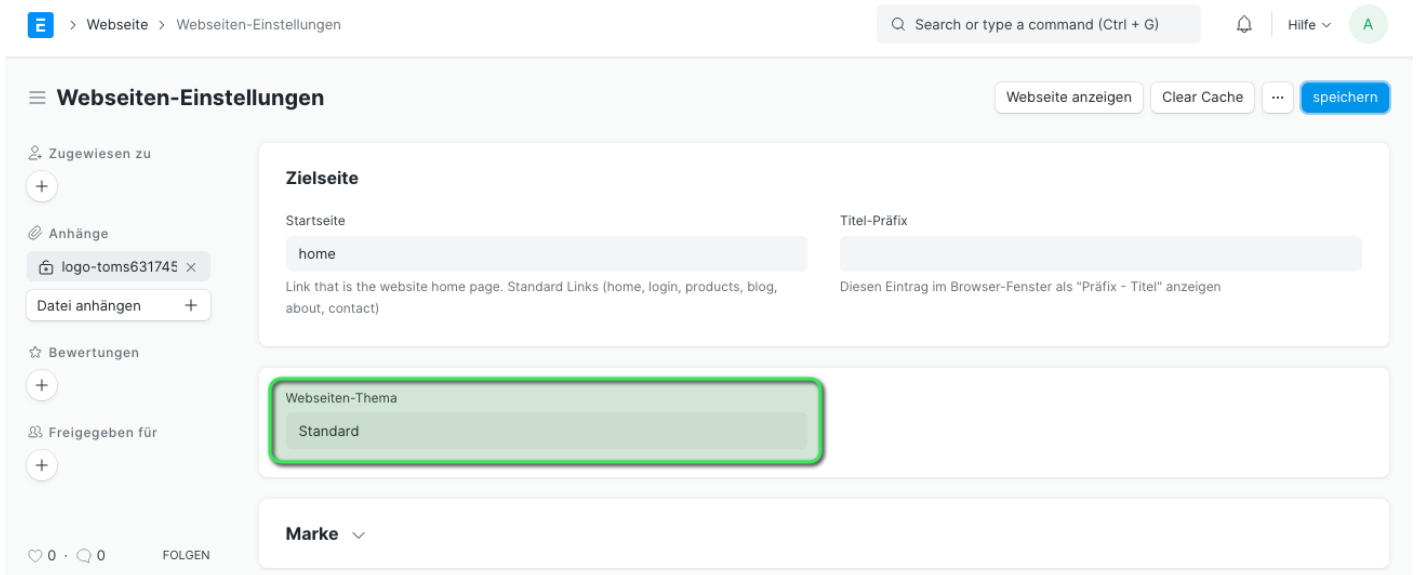 E > Webseite > Webseiten-Einstellungen
Search or type a command (Ctrl + G)
Hilfe
A
Webseiten-Einstellungen
Webseite anzeigen
Clear Cache
...
speichern
Zugewiesen zu
+
Anhänge
logo-toms631745 ×
Datei anhängen +
Bewertungen
+
Freigegeben für
+
0 · 0 FOLGEN
Zielseite
Startseite
home
Link that is the website home page. Standard Links (home, login, products, blog,
about, contact)
Titel-Präfix
Diesen Eintrag im Browser-Fenster als "Präfix - Titel" anzeigen
Webseiten-Thema
Standard
Marke